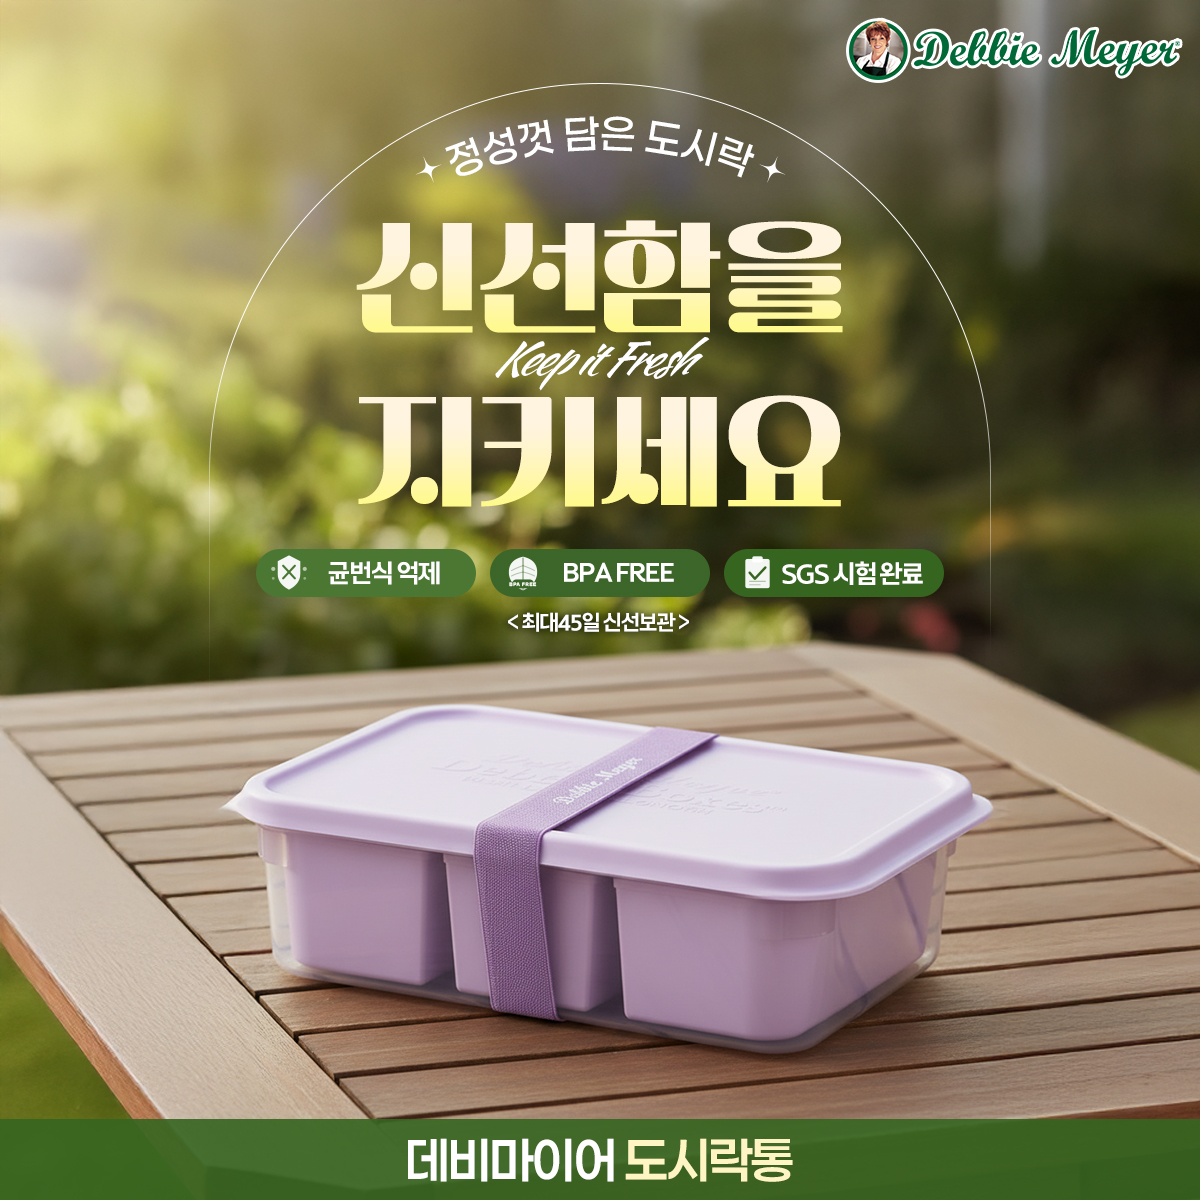 Debbie Meyer
정성껏 담은 도시락
신선함을
Keep it Fresh
지키세요
균번식 억제
BPA FREE
BPA FREE
SGS 시험 완료
< 최대45일 신선보관 >
Debbie Meyer
데비마이어 도시락통